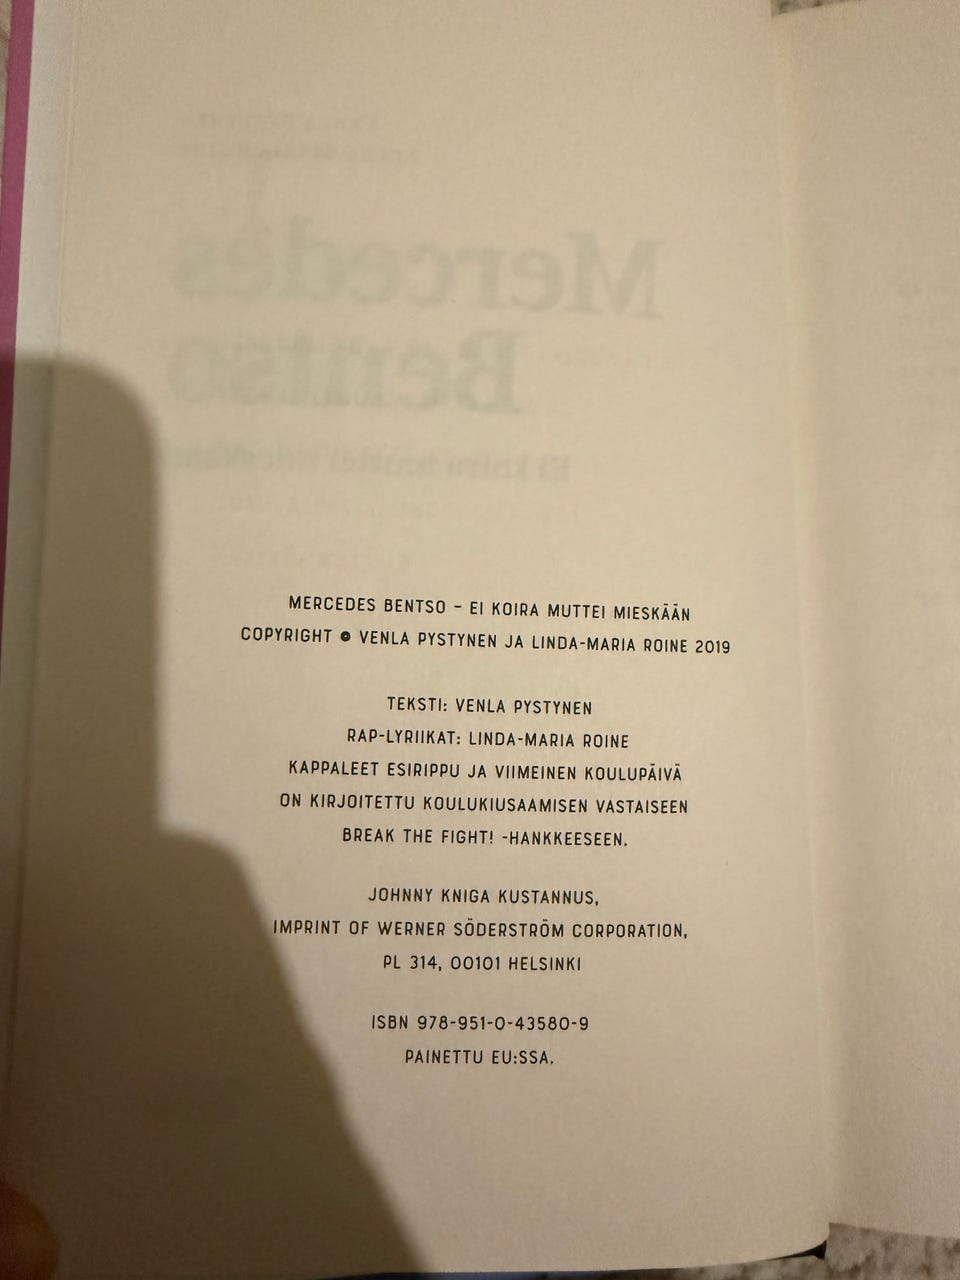 MERCEDES BENTSO – EI KOIRA MUTTEI MIESKÄÄN
COPYRIGHT © VENLA PYSTYNEN JA LINDA-MARIA ROINE 2019
TEKSTI: VENLA PYSTYNEN
RAP-LYRIIKAT: LINDA-MARIA ROINE
KAPPALEET ESIRIPPU JA VIIMEINEN KOULUPÄIVÄ
ON KIRJOITETTU KOULUKIUSAAMISEN VASTAISEEN
BREAK THE FIGHT! -HANKKEESEEN.
JOHNNY KNIGA KUSTANNUS,
IMPRINT OF WERNER SÖDERSTRÖM CORPORATION,
PL 314, 00101 HELSINKI
ISBN 978-951-0-43580-9
PAINETTU EU:SSA.